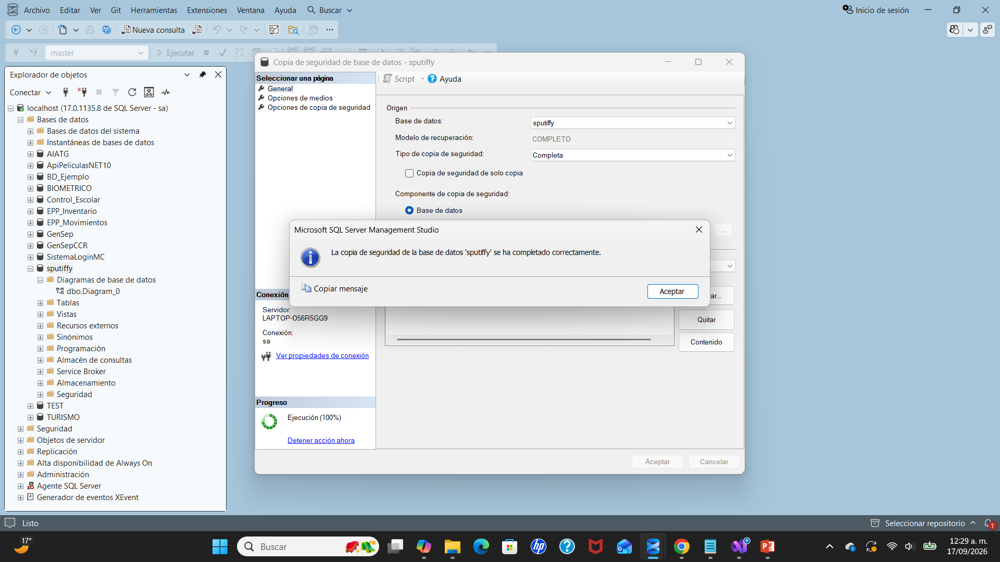 Archivo Editar Ver Git Herramientas Extensiones Ventana Ayuda Buscar Inicio de sesión
Nueva consulta
master Ejecutar
Explorador de objetos
Conectar
localhost (17.0.1135.8 de SQL Server - sa)
Bases de datos
Bases de datos del sistema
Instantáneas de bases de datos
AIATG
ApiPeliculasNET10
BD_Ejemplo
BIOMETRICO
Control_Escolar
EPP_Inventario
EPP_Movimientos
GenSep
GenSepCCR
SistemaLoginMC
sputiffy
Diagramas de base de datos
dbo.Diagram_0
Tablas
Vistas
Recursos externos
Sinónimos
Programación
Almacén de consultas
Service Broker
Almacenamiento
Seguridad
TEST
TURISMO
Seguridad
Objetos de servidor
Replicación
Alta disponibilidad de Always On
Administración
Agente SQL Server
Generador de eventos XEvent
Copia de seguridad de base de datos - sputiffy
Seleccionar una página
General
Opciones de medios
Opciones de copia de seguridad
Script Ayuda
Origen
Base de datos: sputiffy
Modelo de recuperación: COMPLETO
Tipo de copia de seguridad: Completa
Copia de seguridad de solo copia
Componente de copia de seguridad:
Base de datos
...
Microsoft SQL Server Management Studio
La copia de seguridad de la base de datos 'sputiffy' se ha completado correctamente.
Copiar mensaje Aceptar
ar...
Quitar
Contenido
Conexión
Servidor:
LAPTOP-O56R5GG9
Conexión:
sa
Ver propiedades de conexión
Progreso
Ejecución (100%)
Detener acción ahora
Aceptar Cancelar
Listo Seleccionar repositorio 1
17°
Buscar
hp
12:29 a. m.
17/09/2026